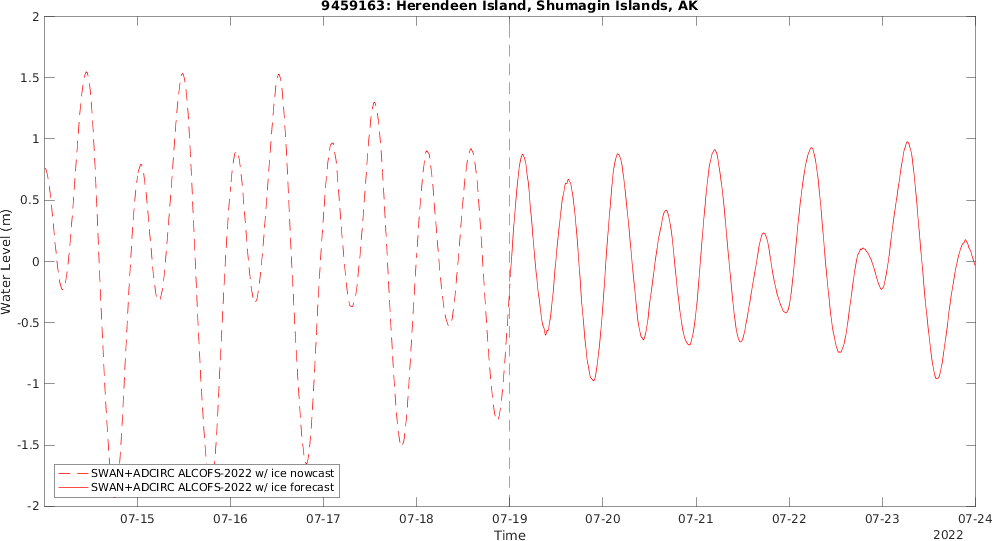 9459163: Herendeen Island, Shumagin Islands, AK
2
1.5
1
0.5
0
-0.5
-1
-1.5
-2
Water Level (m)
SWAN+ADCIRC ALCOFS-2022 w/ ice nowcast
SWAN+ADCIRC ALCOFS-2022 w/ ice forecast
07-15 07-16 07-17 07-18 07-19 07-20 07-21 07-22 07-23 07-24
Time
2022